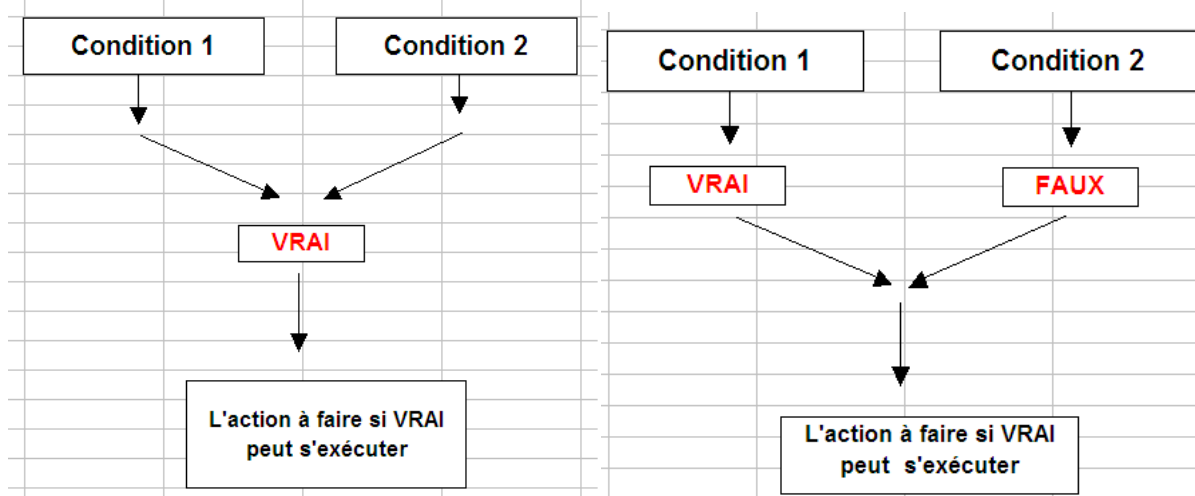 Condition 1
Condition 2
VRAI
L'action à faire si VRAI
peut s'exécuter
Condition 1
Condition 2
VRAI
FAUX
L'action à faire si VRAI
peut s'exécuter